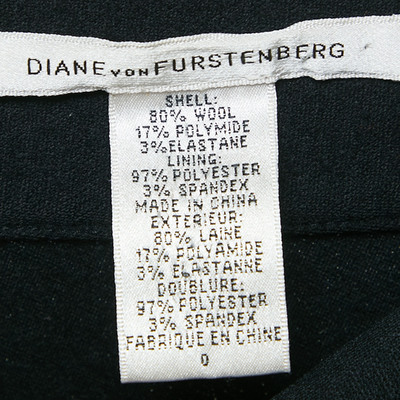 DIANE VON FURSTENBERG
SHELL:
80% WOOL
17% POLYMIDE
3% ELASTANE
LINING:
97% POLYESTER
3% SPANDEX
MADE IN CHINA
EXTERIEUR:
80% LAINE
17% POLYAMIDE
3% ELASTANNE
DOUBLURE:
97% POLYESTER
3% SPANDEX
FABRIQUE EN CHINE
0